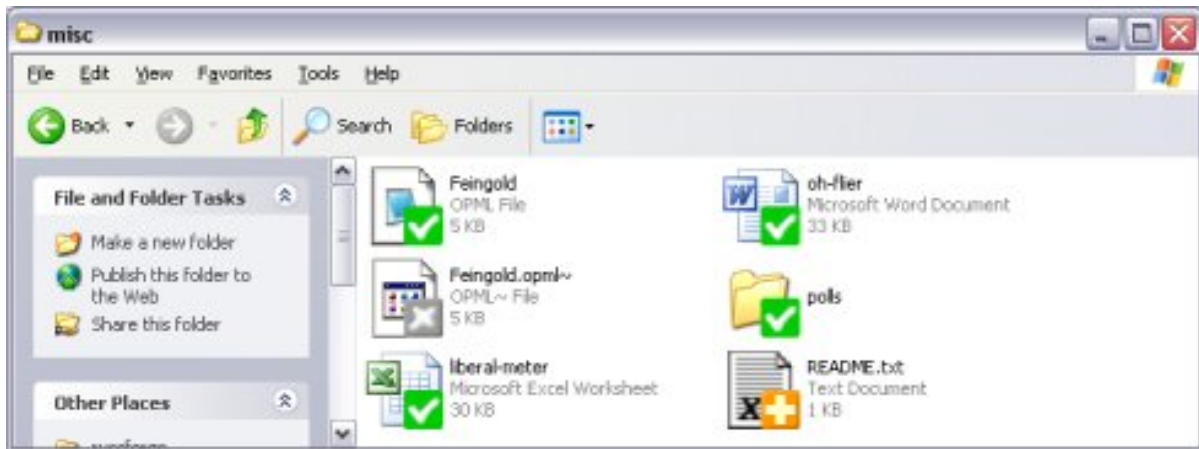 misc
File Edit View Favorites Tools Help
Back Search Folders
File and Folder Tasks
Make a new folder
Publish this folder to
the Web
Share this folder
Other Places
Feingold
OPML File
5 KB
Feingold.opml~
OPML~ File
5 KB
liberal-meter
Microsoft Excel Worksheet
30 KB
oh-flier
Microsoft Word Document
33 KB
polls
README.txt
Text Document
1 KB